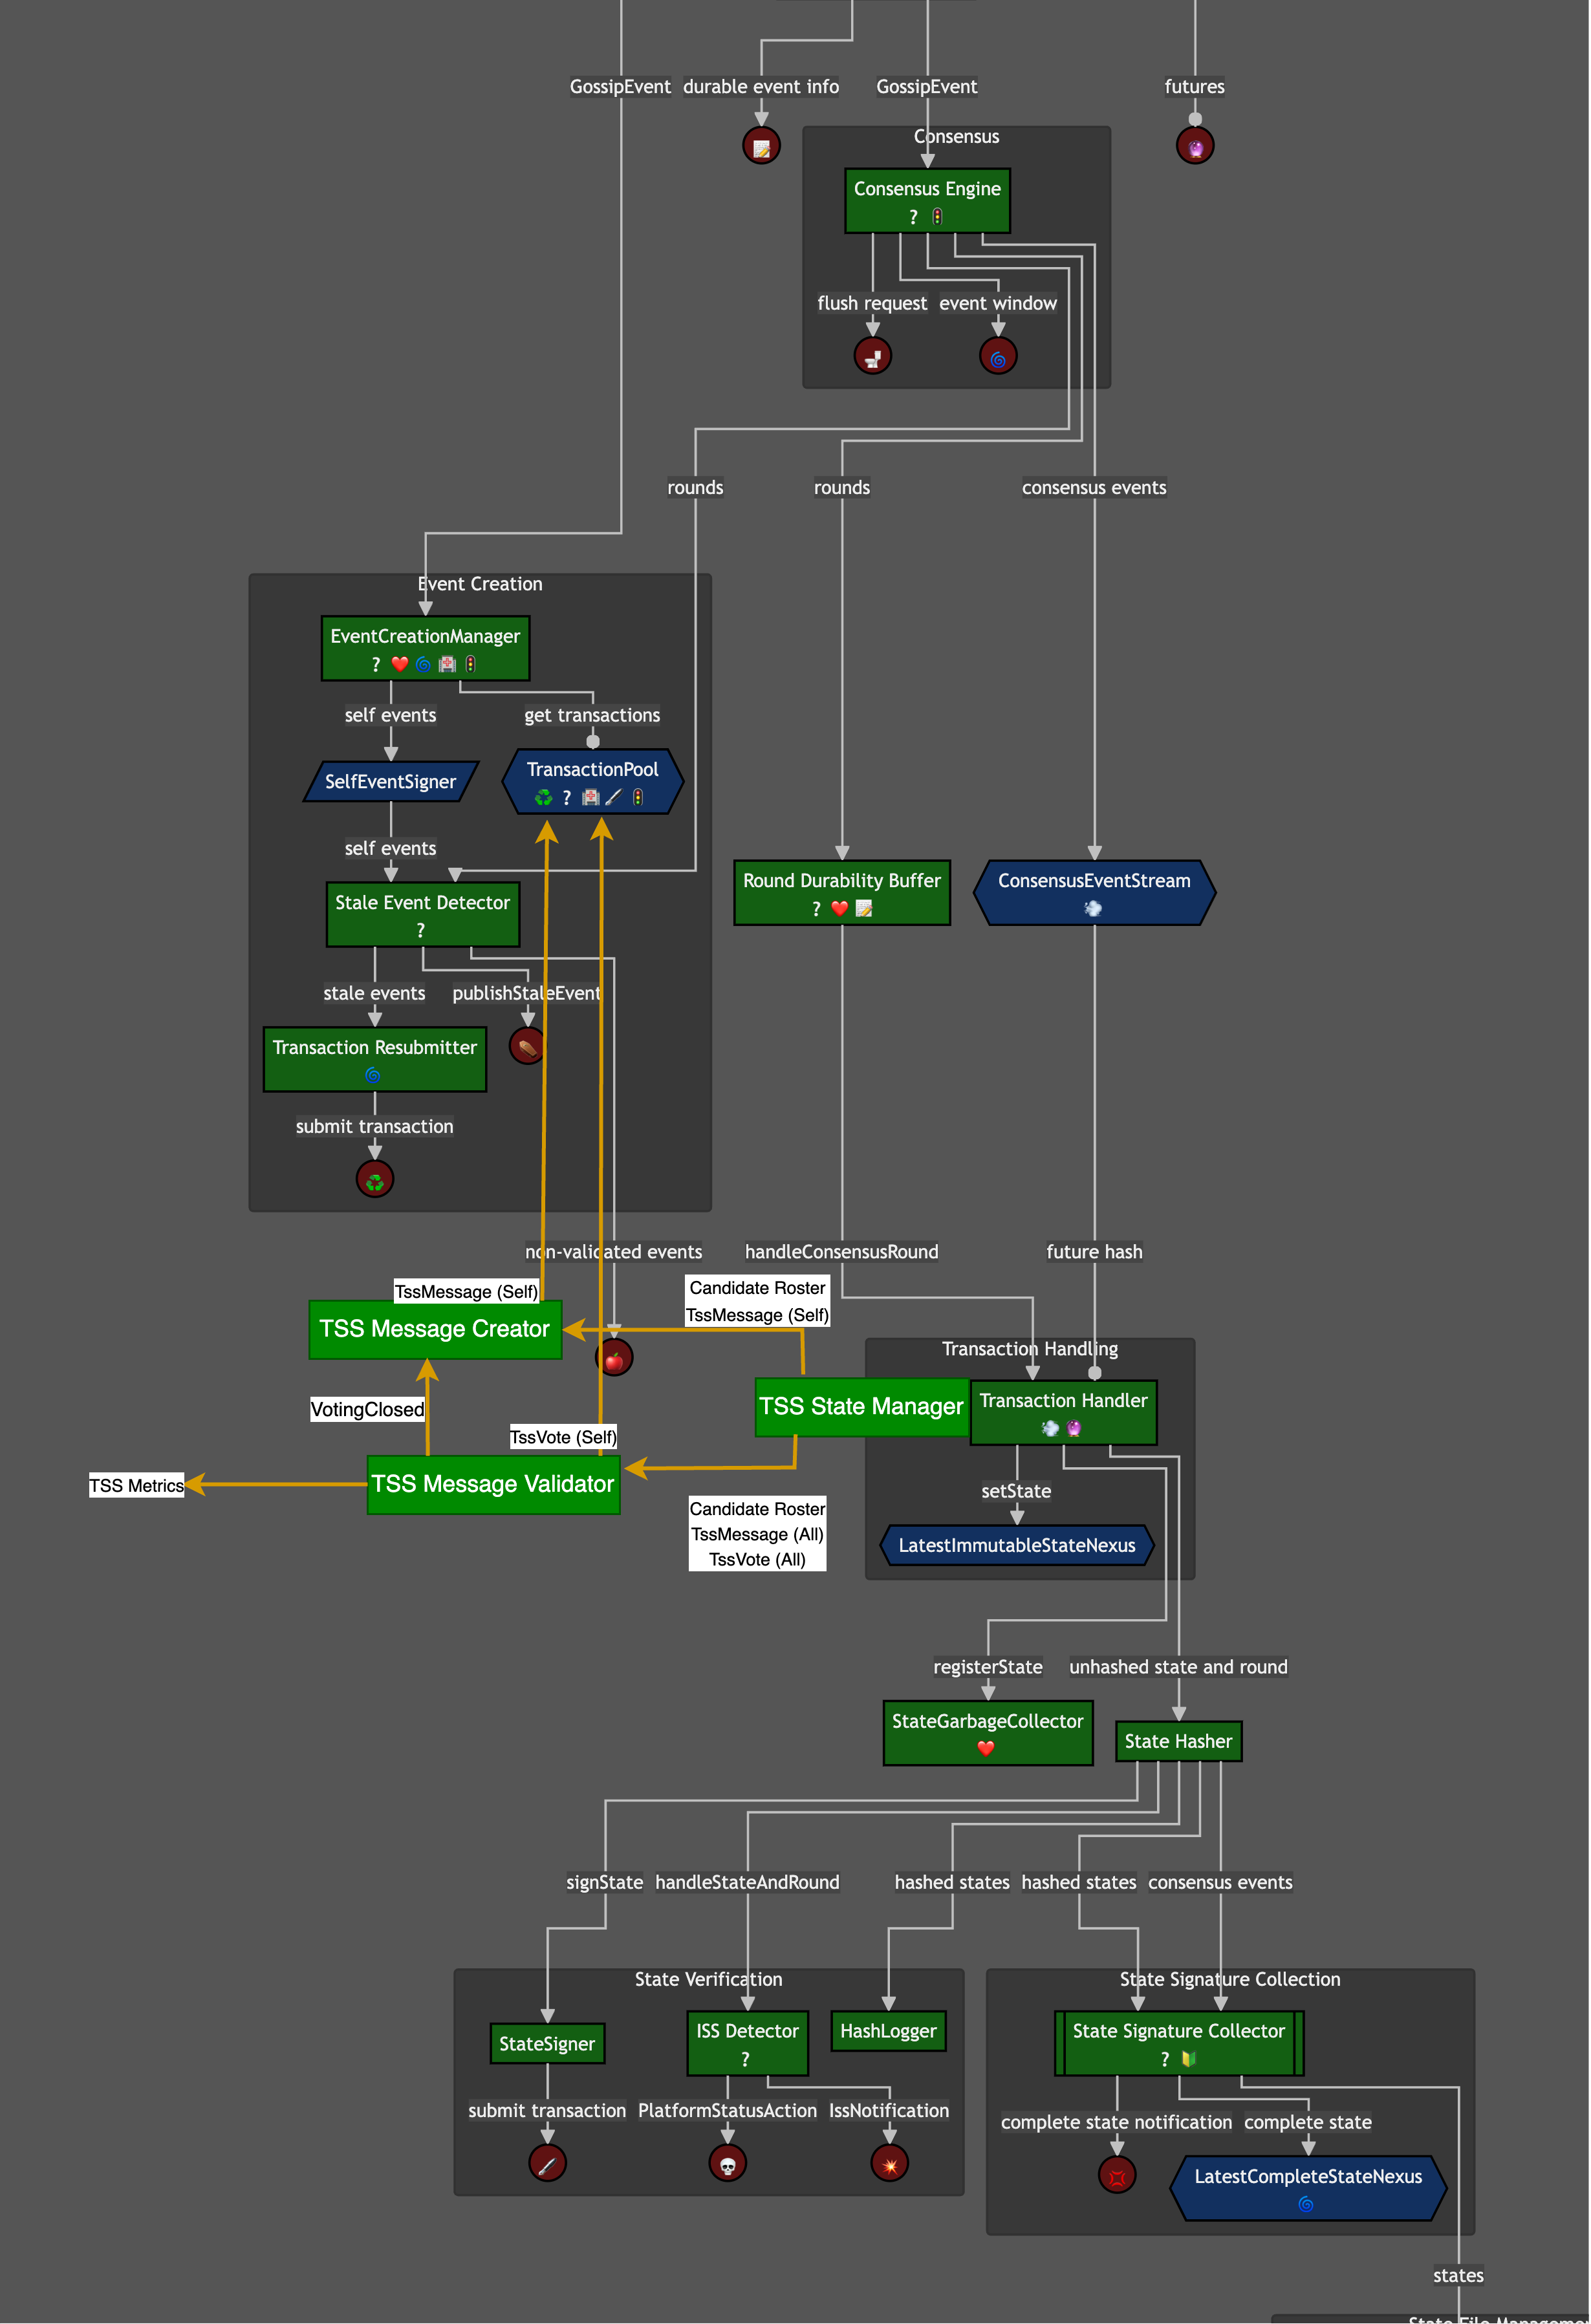 GossipEvent
durable event info
GossipEvent
futures
Consensus
Consensus Engine
?
flush request
event window
rounds
rounds
consensus events
Event Creation
EventCreationManager
?
self events
get transactions
SelfEventSigner
TransactionPool
?
self events
Stale Event Detector
?
Round Durability Buffer
?
ConsensusEventStream
stale events
publishStaleEvent
Transaction Resubmitter
submit transaction
non-validated events
handleConsensusRound
future hash
TssMessage (Self)
Candidate Roster
TssMessage (Self)
TSS Message Creator
Transaction Handling
TSS State Manager
Transaction Handler
VotingClosed
TssVote (Self)
TSS Metrics
TSS Message Validator
setState
Candidate Roster
TssMessage (All)
TssVote (All)
LatestImmutableStateNexus
registerState
unhashed state and round
StateGarbageCollector
State Hasher
signState
handleStateAndRound
hashed states
hashed states
consensus events
State Verification
State Signature Collection
StateSigner
ISS Detector
?
HashLogger
State Signature Collector
?
submit transaction
PlatformStatusAction
IssNotification
complete state notification
complete state
LatestCompleteStateNexus
states
State File Managemen